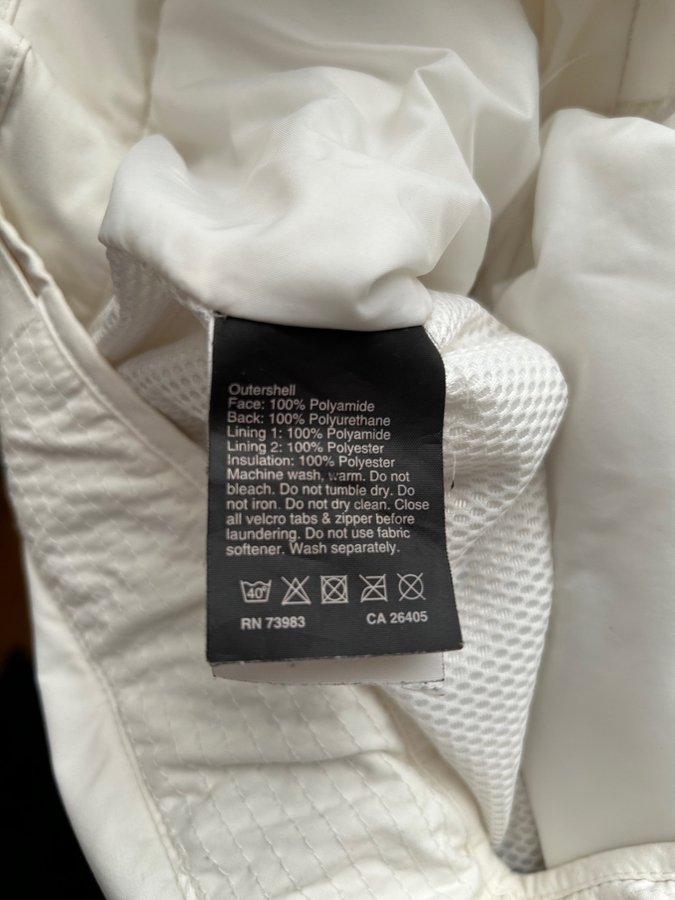 Outershell
Face: 100% Polyamide
Back: 100% Polyurethane
Lining 1: 100% Polyamide
Lining 2: 100% Polyester
Insulation: 100% Polyester
Machine wash, warm. Do not
bleach. Do not tumble dry. Do
not iron. Do not dry clean. Close
all velcro tabs & zipper before
laundering. Do not use fabric
softener. Wash separately.
40°
RN 73983 CA 26405